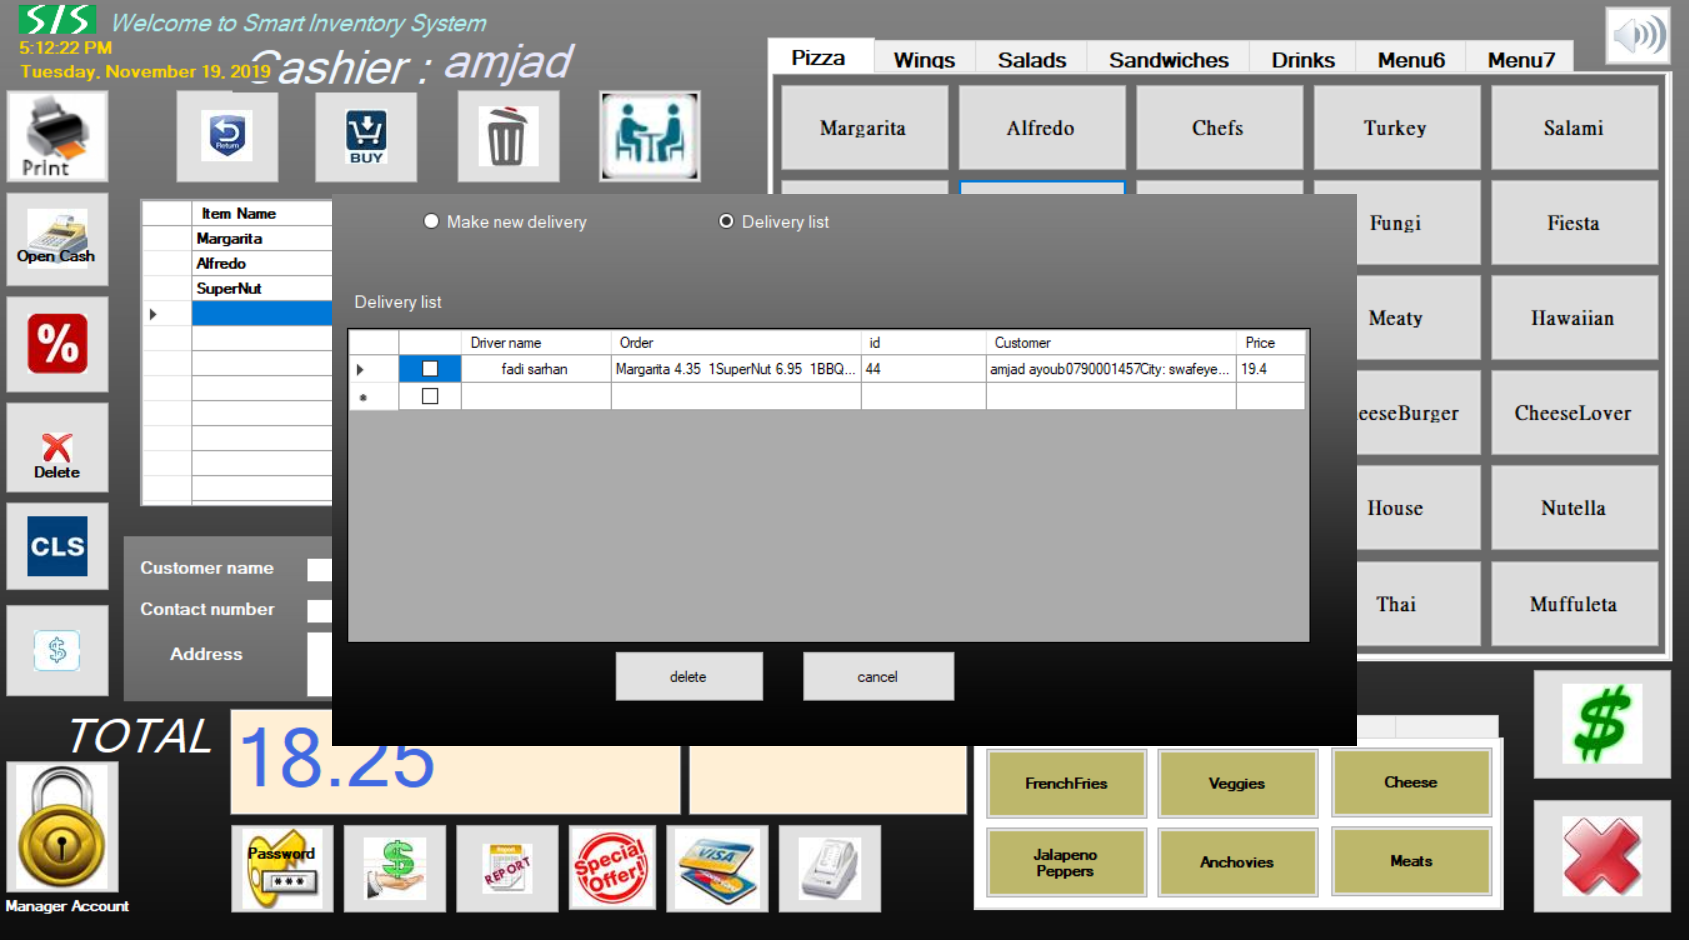 SIS Welcome to Smart Inventory System
5:12:22 PM
Tuesday, November 19, 2019
Cashier : amjad
Pizza Wings Salads Sandwiches Drinks Menu6 Menu7
Print
Return
BUY
Margarita Alfredo Chefs Turkey Salami
Fungi Fiesta
Meaty Hawaiian
eeseBurger CheeseLover
House Nutella
Thai Muffuleta
Open Cash
%
Delete
CLS
$
Item Name
Margarita
Alfredo
SuperNut
Make new delivery Delivery list
Delivery list
Driver name Order id Customer Price
fadi sarhan Margarita 4.35 1SuperNut 6.95 1BBQ... 44 amjad ayoub0790001457City: swafeye... 19.4
delete cancel
Customer name
Contact number
Address
TOTAL 18.25
Manager Account
Password
***
$
Report
REPORT
Special Offer!
VISA
FrenchFries Veggies Cheese
Jalapeno Peppers Anchovies Meats
$